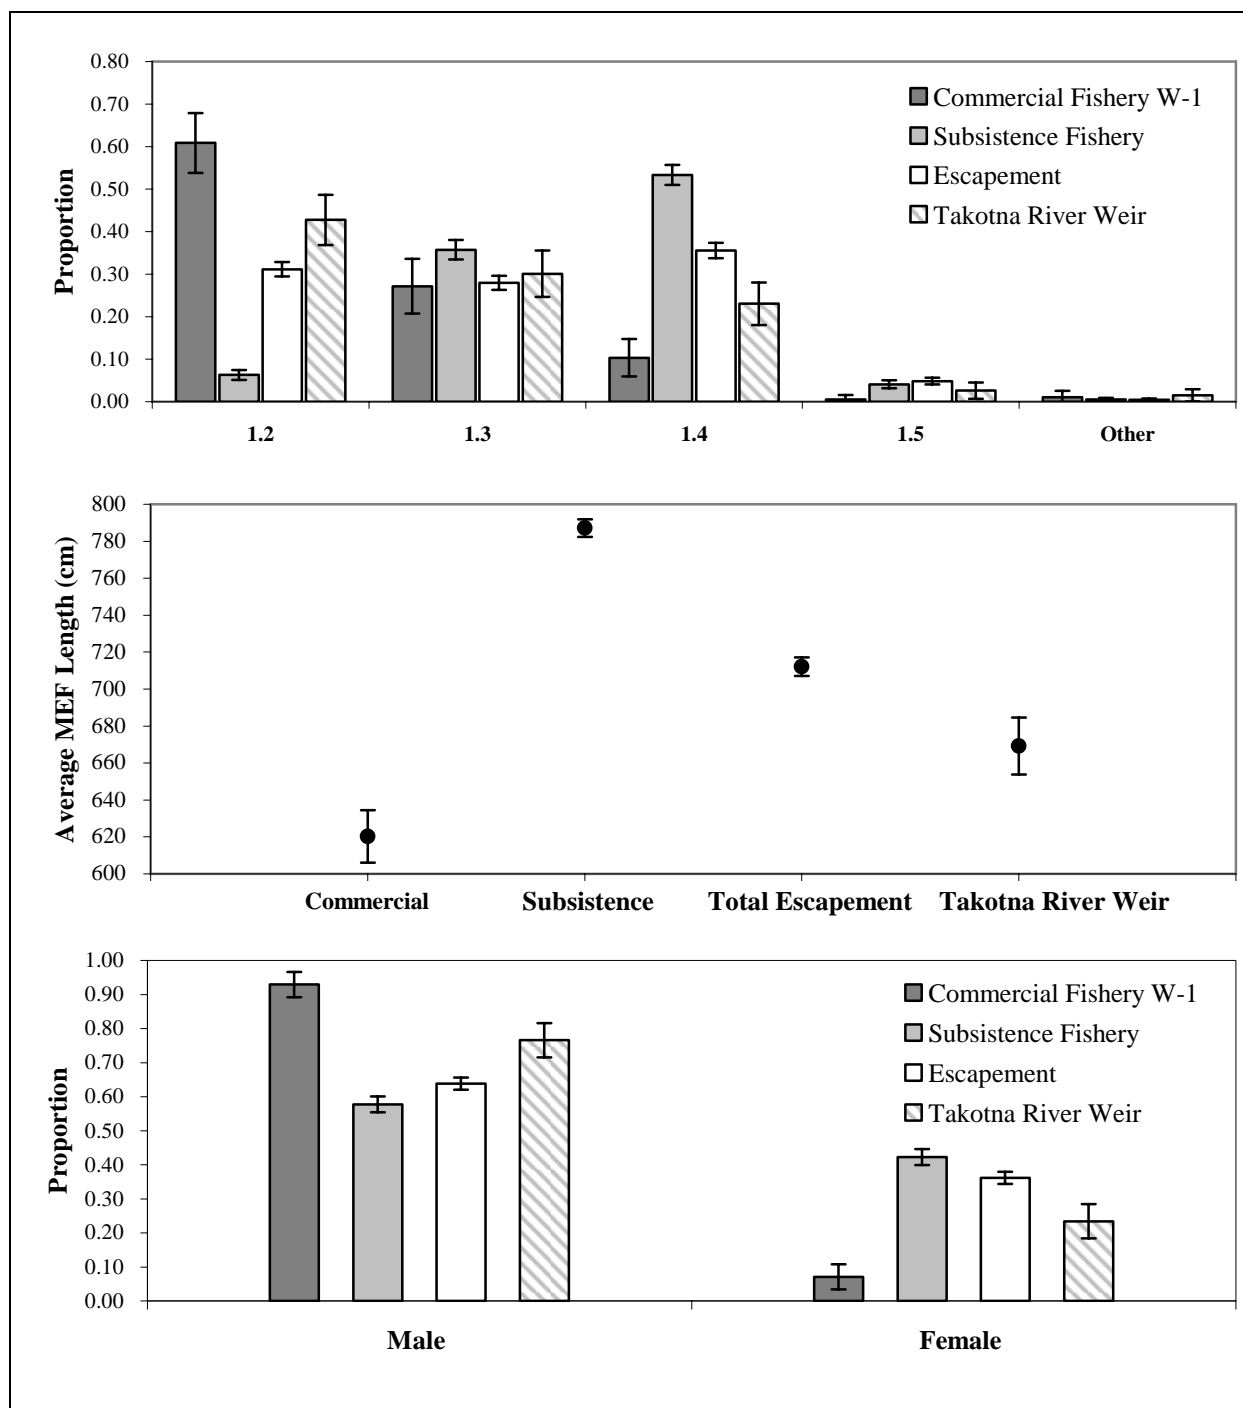 0.80
0.70
0.60
0.50
0.40
0.30
0.20
0.10
0.00
Proportion
Commercial Fishery W-1
Subsistence Fishery
Escapement
Takotna River Weir
1.2 1.3 1.4 1.5 Other
800
780
760
740
720
700
680
660
640
620
600
Average MEF Length (cm)
Commercial Subsistence Total Escapement Takotna River Weir
1.00
0.90
0.80
0.70
0.60
0.50
0.40
0.30
0.20
0.10
0.00
Proportion
Commercial Fishery W-1
Subsistence Fishery
Escapement
Takotna River Weir
Male Female